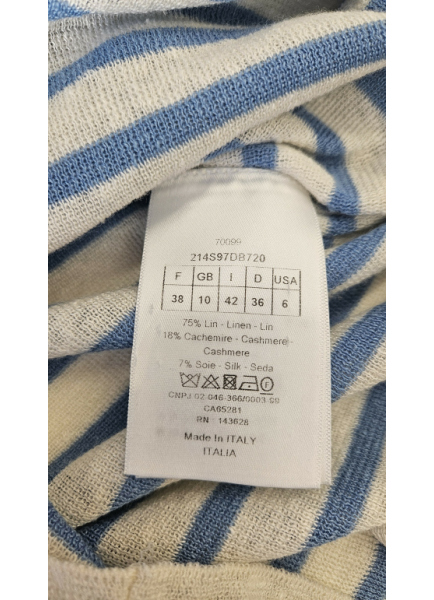 70099
214S97DB720
F GB I D USA
38 10 42 36 6
75% Lin - Linen - Lin
18% Cachemire - Cashmere -
Cashmere
7% Soie - Silk - Seda
CNPJ 02-046-366/0003-99
CA65281
RN : 143628
Made In ITALY
ITALIA